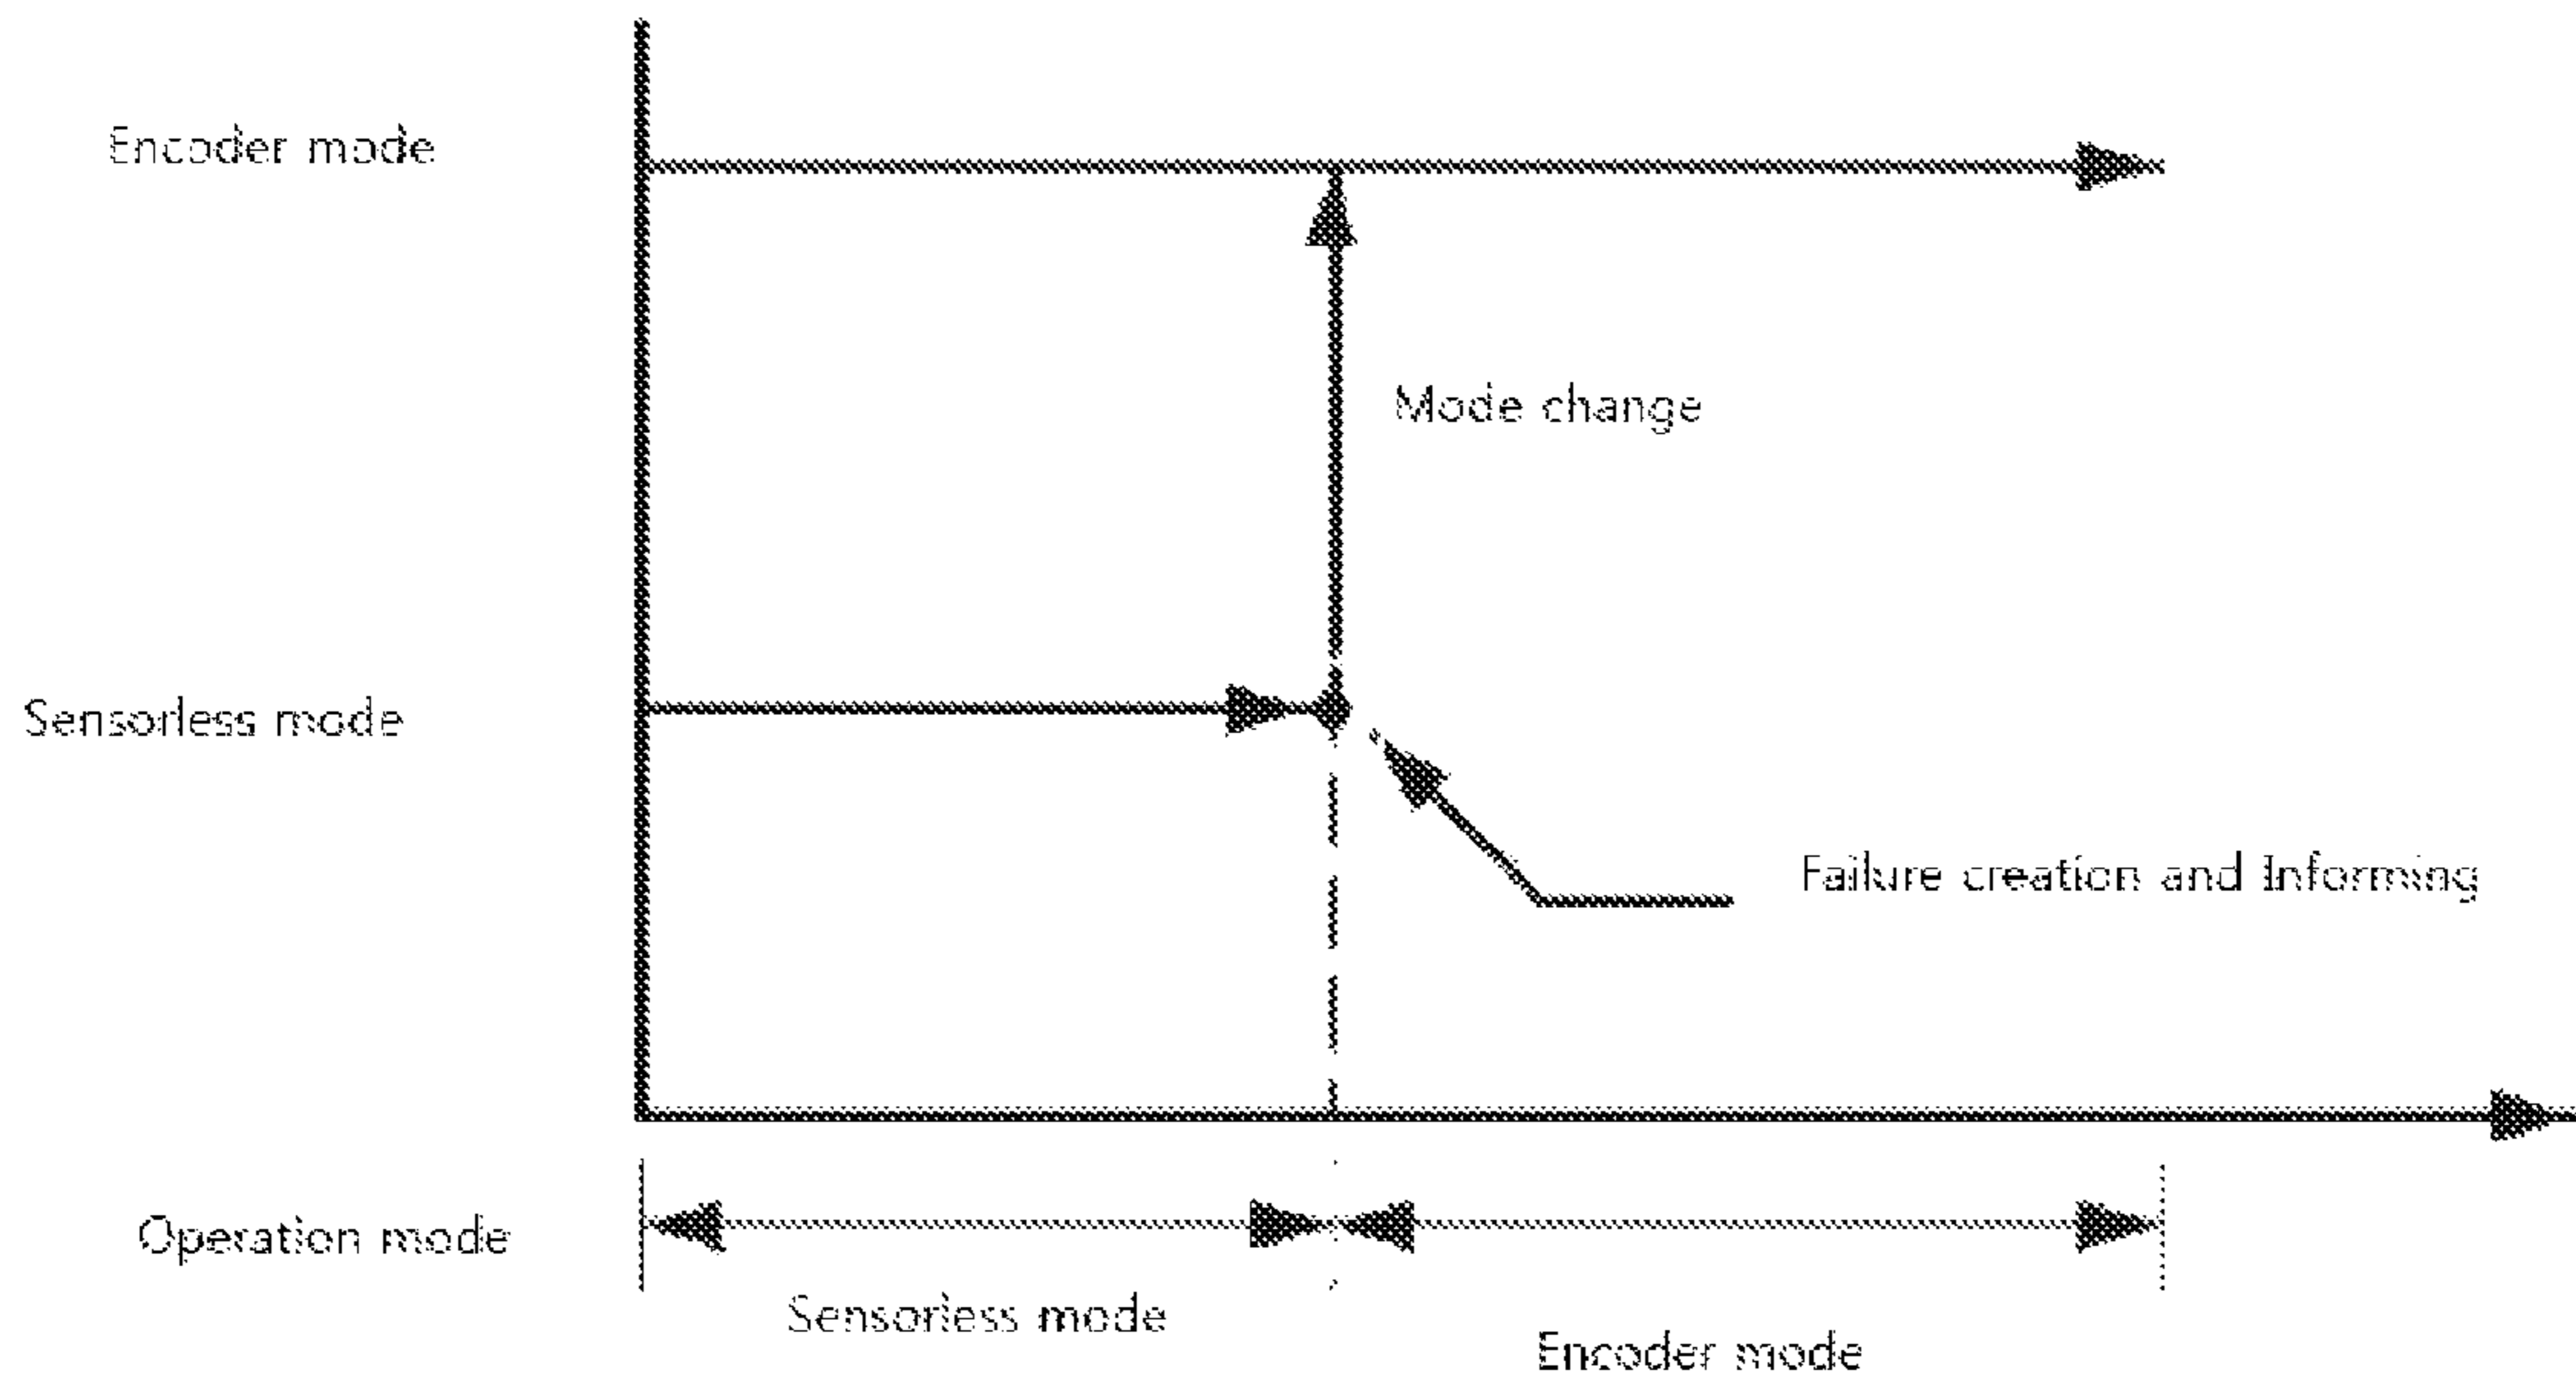 Encoder mode
Mode change
Sensorless mode
Failure creation and Informing
Operation mode
Sensorless mode
Encoder mode